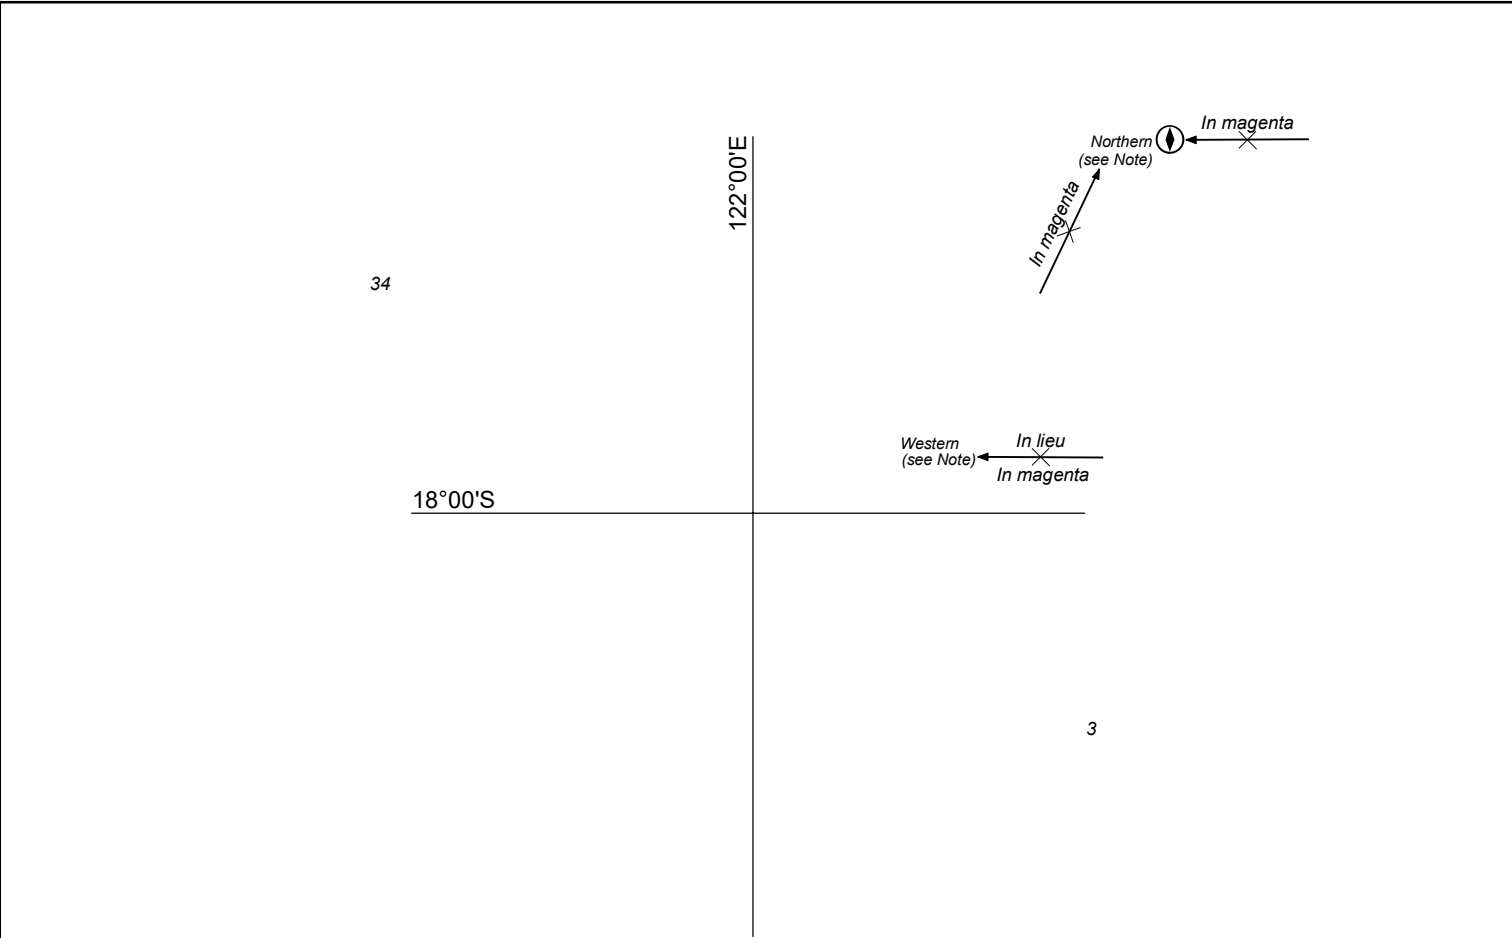 In magenta
Northern
(see Note)
122°00'E
In magenta
34
Western
(see Note)
In lieu
In magenta
18°00'S
3